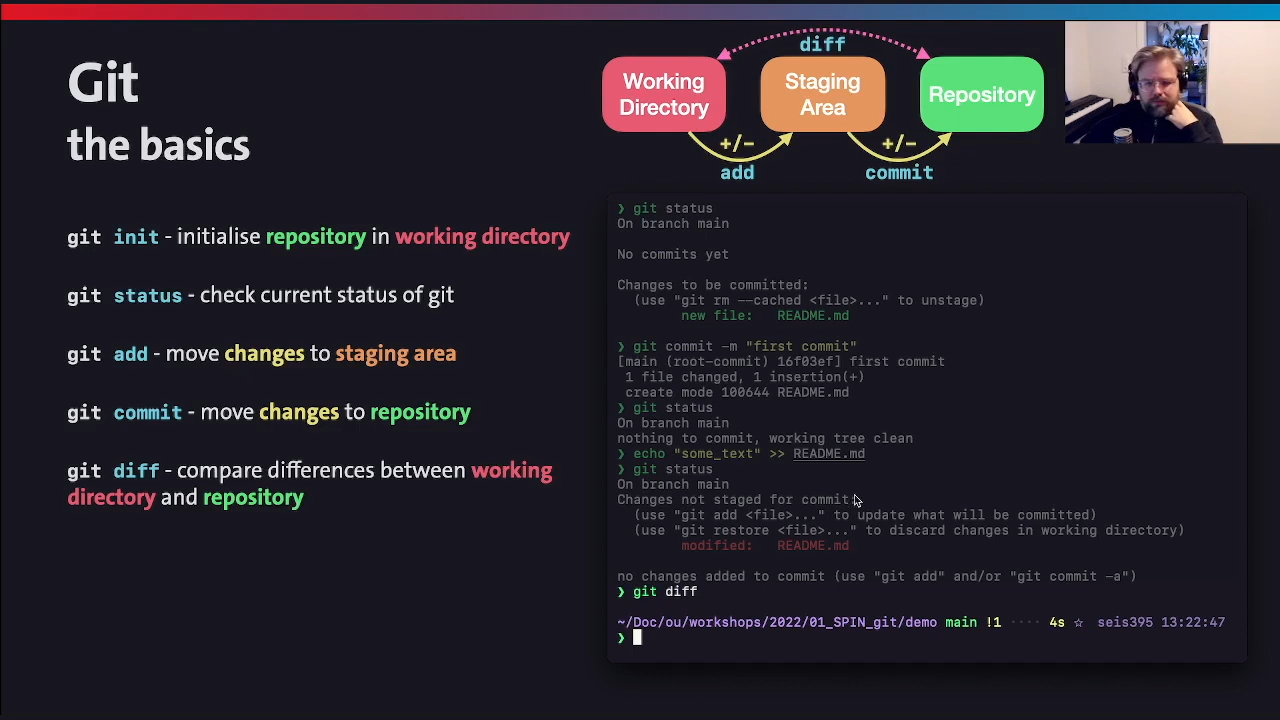 Git
the basics
git init - initialise repository in working directory
git status - check current status of git
git add - move changes to staging area
git commit - move changes to repository
git diff - compare differences between working
directory and repository
diff
Working
Directory
Staging
Area
Repository
+/-
+/-
add
commit
❯ git status
On branch main
No commits yet
Changes to be committed:
(use "git rm --cached <file>..." to unstage)
new file: README.md
❯ git commit -m "first commit"
[main (root-commit) 16f03ef] first commit
1 file changed, 1 insertion(+)
create mode 100644 README.md
❯ git status
On branch main
nothing to commit, working tree clean
❯ echo "some_text" >> README.md
❯ git status
On branch main
Changes not staged for commit:
(use "git add <file>..." to update what will be committed)
(use "git restore <file>..." to discard changes in working directory)
modified: README.md
no changes added to commit (use "git add" and/or "git commit -a")
❯ git diff
~/Doc/ou/workshops/2022/01_SPIN_git/demo main !1 ···· 4s ☆ seis395 13:22:47
❯